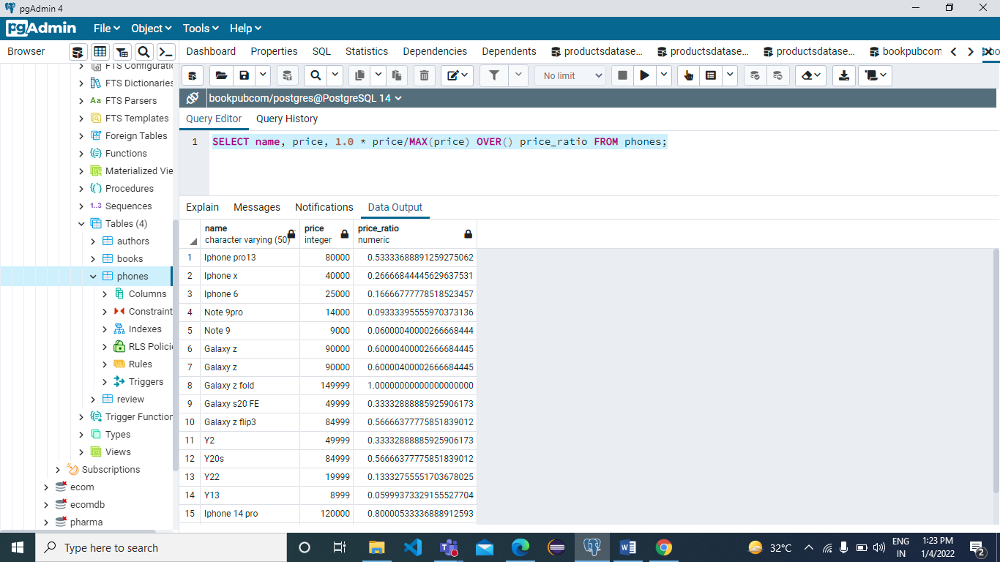 pgAdmin 4
pgAdmin File Object Tools Help
Browser
Dashboard Properties SQL Statistics Dependencies Dependents productsdatase... productsdatase... productsdatase... bookpubcom
No limit
bookpubcom/postgres@PostgreSQL 14
Query Editor Query History
1 SELECT name, price, 1.0 * price/MAX(price) OVER() price_ratio FROM phones;
FTS Configuratio
FTS Dictionaries
Aa FTS Parsers
FTS Templates
Foreign Tables
Functions
Materialized Vie
Procedures
1..3 Sequences
Tables (4)
authors
books
phones
Columns
Constraint
Indexes
RLS Policie
Rules
Triggers
review
Trigger Function
Types
Views
Subscriptions
ecom
ecomdb
pharma
Explain Messages Notifications Data Output
name price price_ratio
character varying (50) integer numeric
1 Iphone pro13 80000 0.53333688891259275062
2 Iphone x 40000 0.26666844445629637531
3 Iphone 6 25000 0.16666777778518523457
4 Note 9pro 14000 0.09333395555970373136
5 Note 9 9000 0.06000040000266668444
6 Galaxy z 90000 0.60000400002666684445
7 Galaxy z 90000 0.60000400002666684445
8 Galaxy z fold 149999 1.00000000000000000000
9 Galaxy s20 FE 49999 0.33332888885925906173
10 Galaxy z flip3 84999 0.56666377775851839012
11 Y2 49999 0.33332888885925906173
12 Y20s 84999 0.56666377775851839012
13 Y22 19999 0.13332755551703678025
14 Y13 8999 0.05999373329155527704
15 Iphone 14 pro 120000 0.80000533336888912593
Type here to search
32°C
ENG
IN
1:23 PM
1/4/2022
2